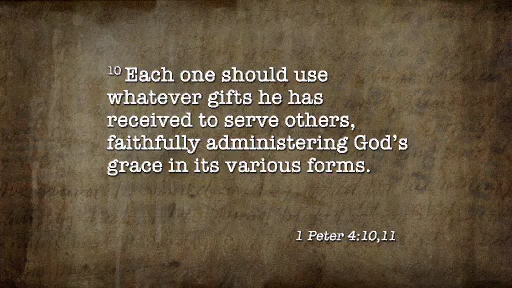 10 Each one should use
whatever gifts he has
received to serve others,
faithfully administering God’s
grace in its various forms.
1 Peter 4:10,11